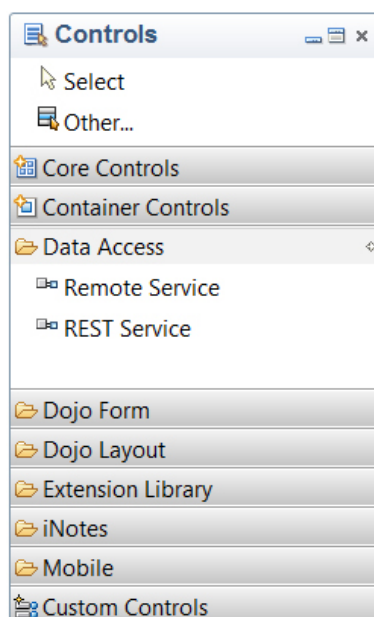 Controls
Select
Other...
Core Controls
Container Controls
Data Access
Remote Service
REST Service
Dojo Form
Dojo Layout
Extension Library
iNotes
Mobile
Custom Controls